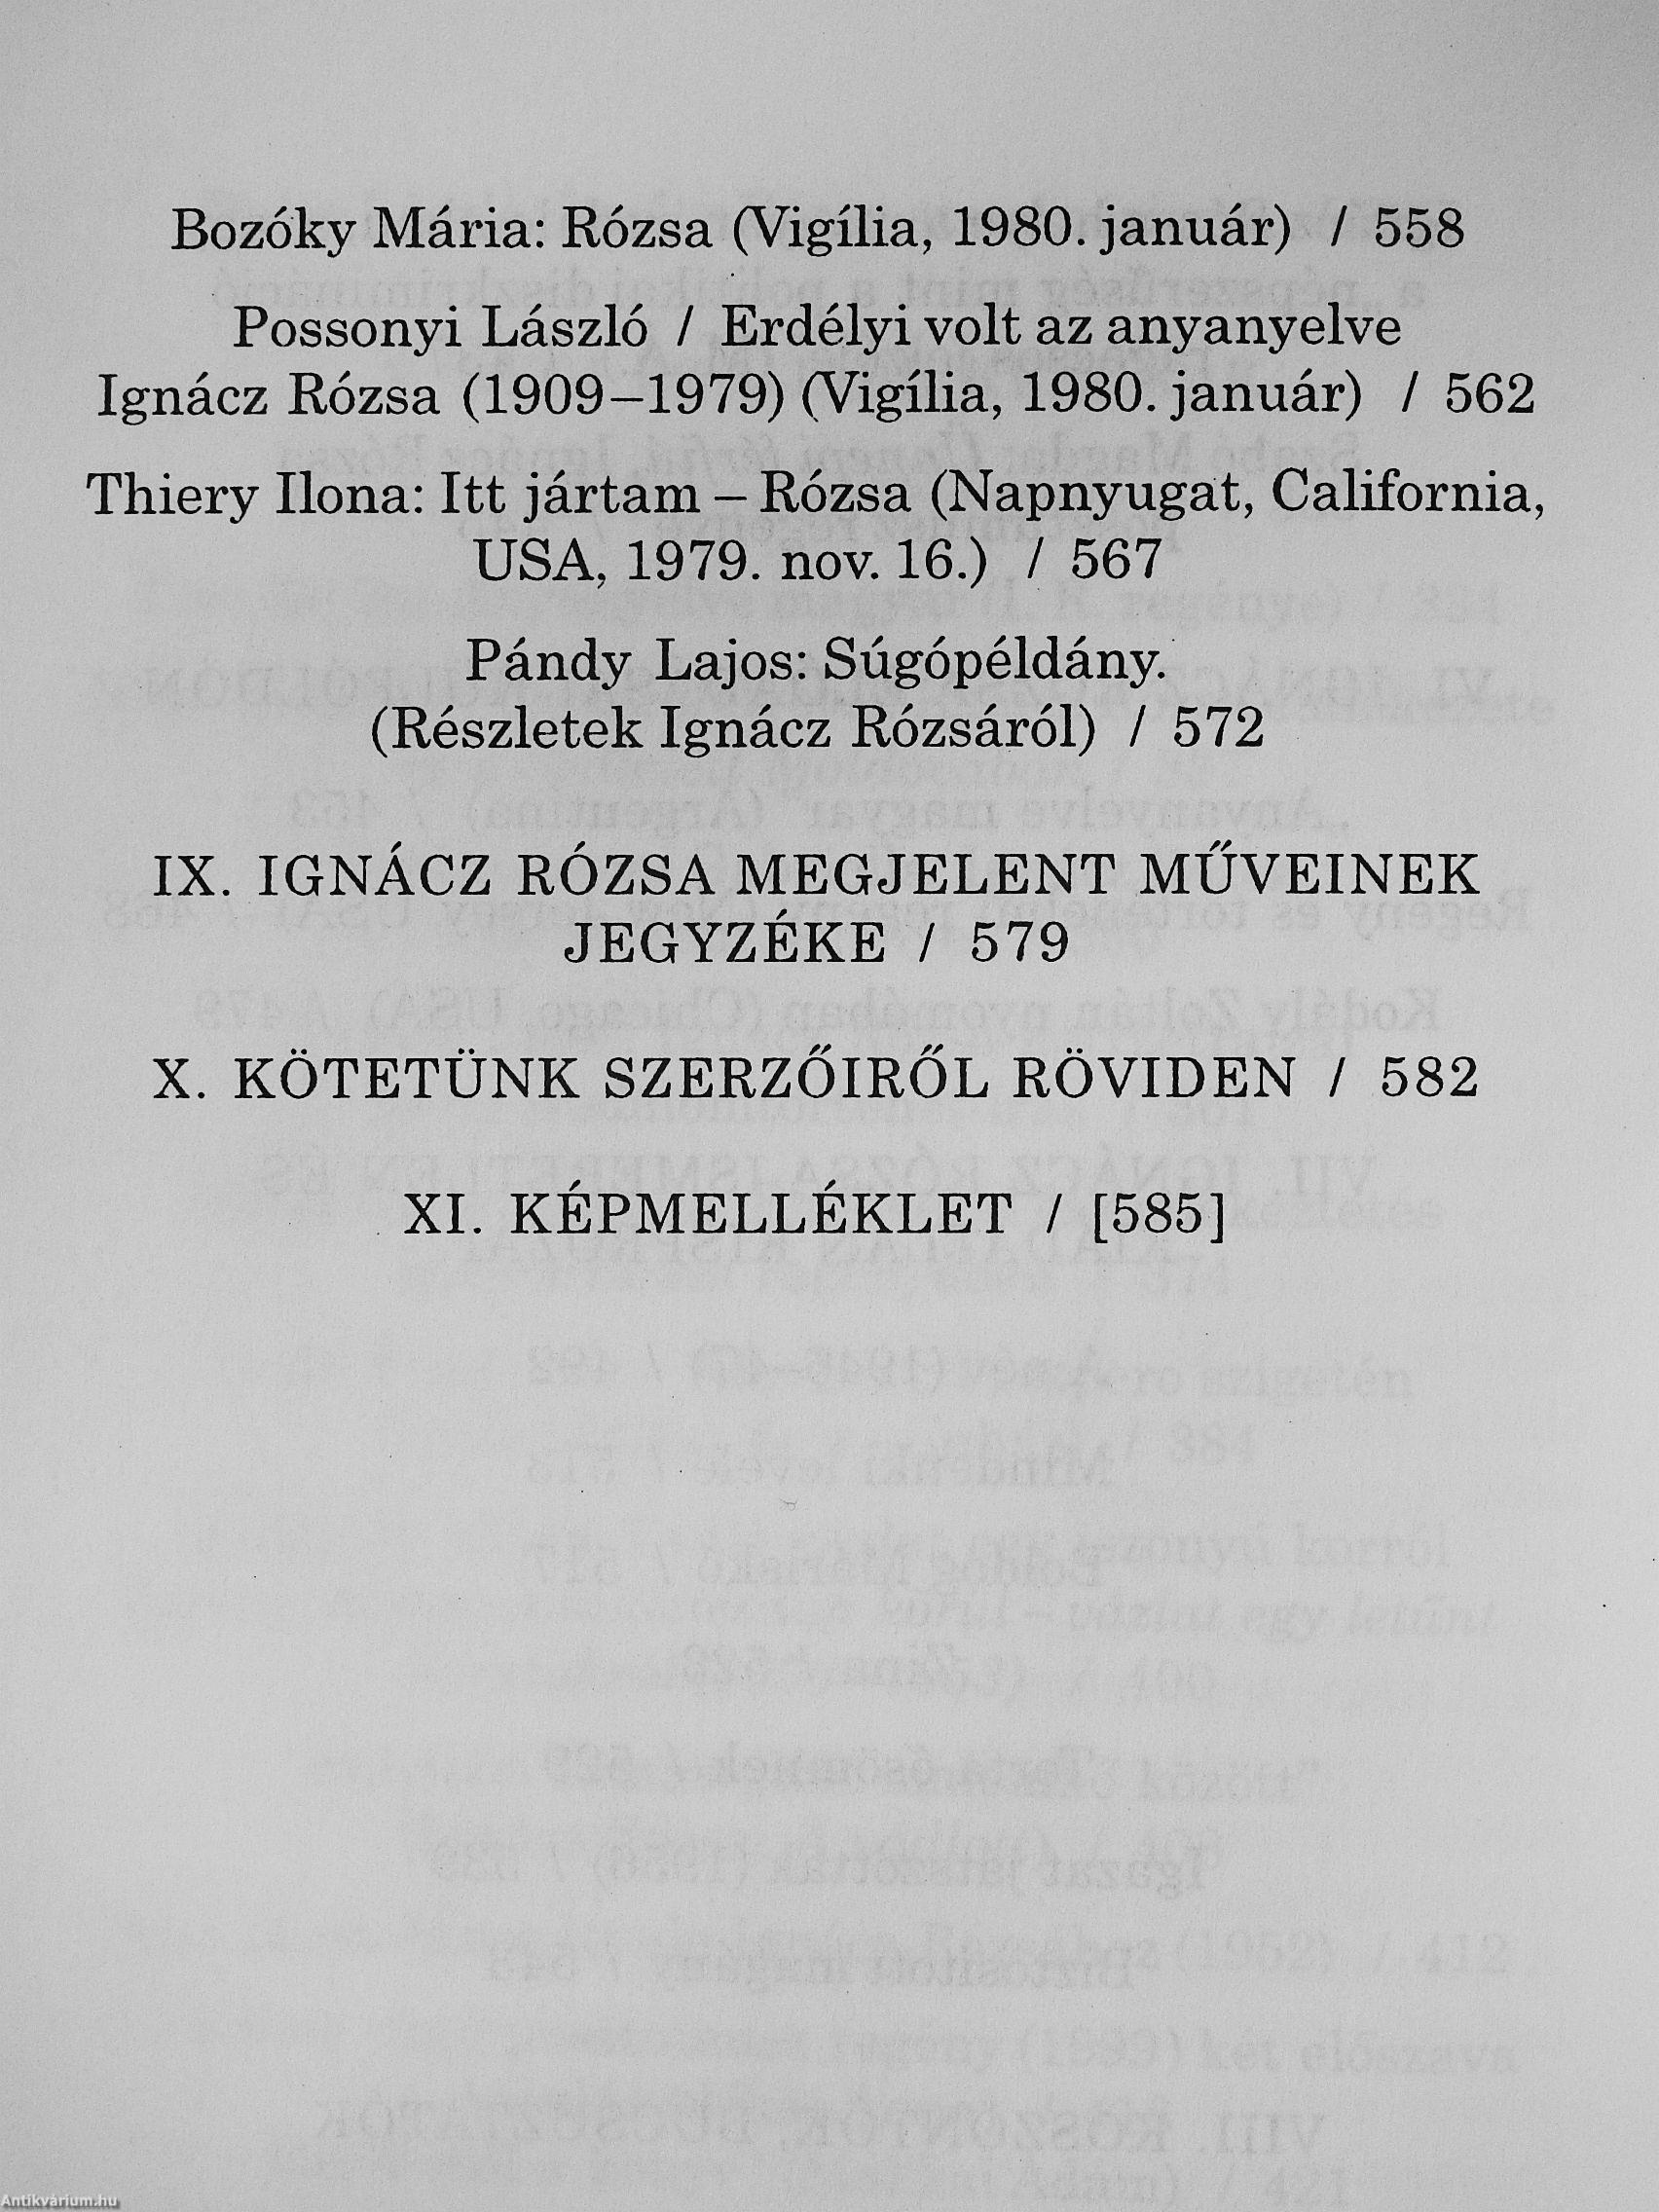 Bozóky Mária: Rózsa (Vigília, 1980. január) / 558
Possonyi László / Erdélyi volt az anyanyelve
Ignácz Rózsa (1909–1979) (Vigília, 1980. január) / 562
Thiery Ilona: Itt jártam – Rózsa (Napnyugat, California,
USA, 1979. nov. 16.) / 567
Pándy Lajos: Súgópéldány.
(Részletek Ignácz Rózsáról) / 572
IX. IGNÁCZ RÓZSA MEGJELENT MŰVEINEK
JEGYZÉKE / 579
X. KÖTETÜNK SZERZŐIRŐL RÖVIDEN / 582
XI. KÉPMELLÉKLET / [585]
Antikvárium.hu